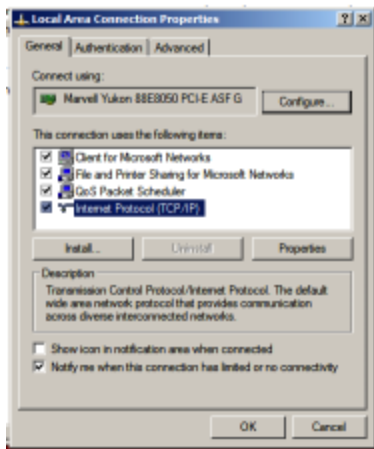 Local Area Connection Properties
General Authentication Advanced
Connect using:
Marvell Yukon 88E8050 PCI-E ASF G
Configure...
This connection uses the following items:
Client for Microsoft Networks
File and Printer Sharing for Microsoft Networks
QoS Packet Scheduler
Internet Protocol (TCP/IP)
Install... Uninstall Properties
Description
Transmission Control Protocol/Internet Protocol. The default
wide area network protocol that provides communication
across diverse interconnected networks.
Show icon in notification area when connected
Notify me when this connection has limited or no connectivity
OK Cancel